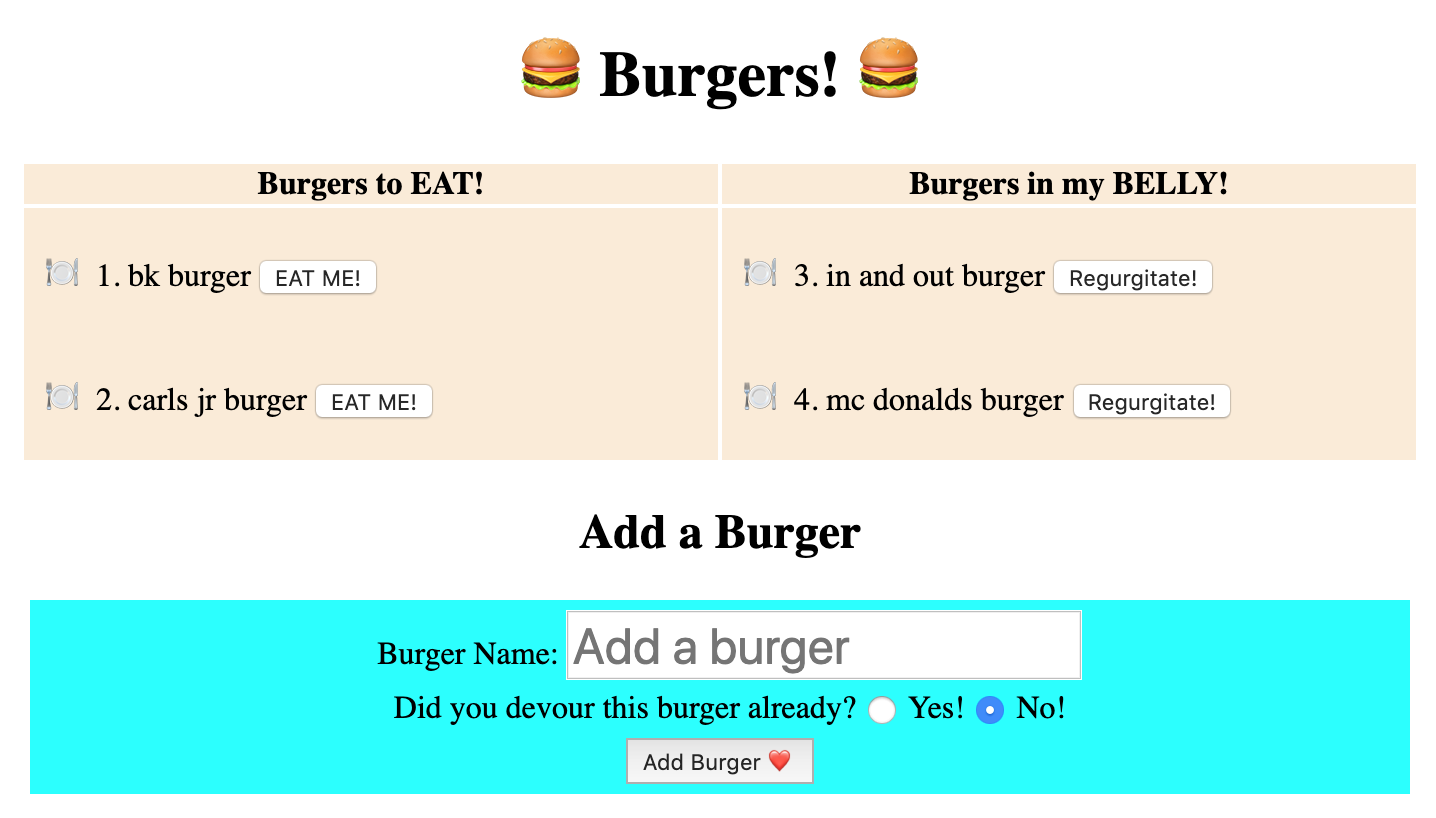 🍔 Burgers! 🍔
Burgers to EAT!
Burgers in my BELLY!
🍽 1. bk burger EAT ME!
🍽 2. carls jr burger EAT ME!
🍽 3. in and out burger Regurgitate!
🍽 4. mc donalds burger Regurgitate!
Add a Burger
Burger Name: Add a burger
Did you devour this burger already? Yes! No!
Add Burger ❤️